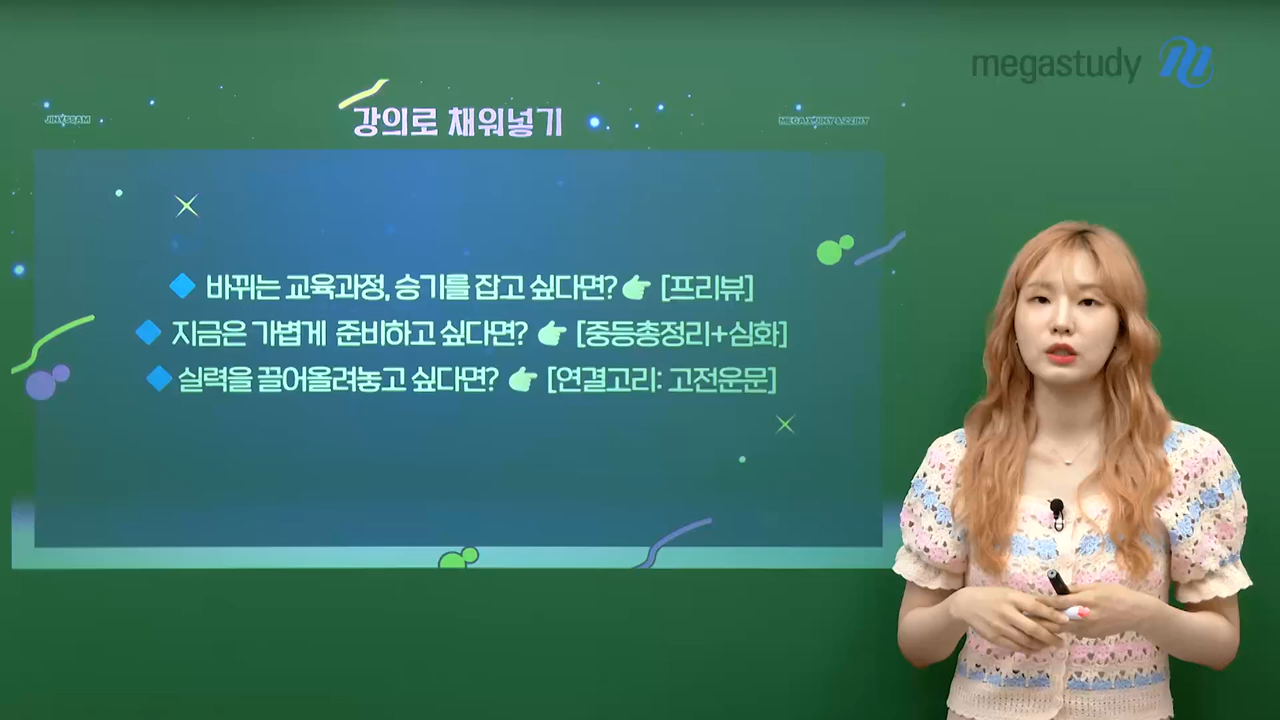 megastudy
JINYSSAM
강의로 채워넣기
바뀌는 교육과정, 승기를 잡고 싶다면? [프리뷰]
지금은 가볍게 준비하고 싶다면? [중등총정리+심화]
실력을 끌어올려놓고 싶다면? [연결고리: 고전운문]